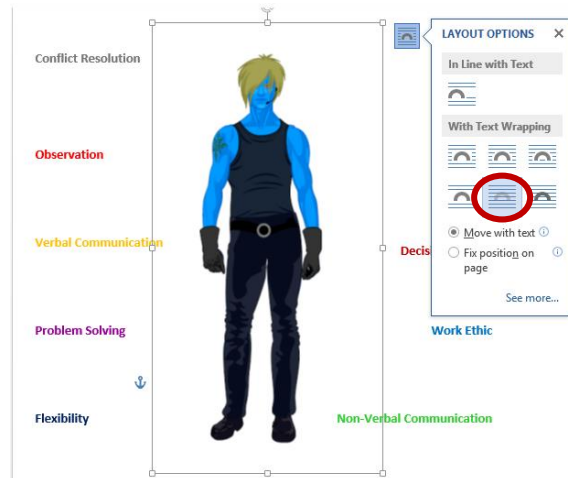 Conflict Resolution
Observation
Verbal Communication
Decis
Problem Solving
Work Ethic
Flexibility
Non-Verbal Communication
LAYOUT OPTIONS
In Line with Text
With Text Wrapping
Move with text
Fix position on
page
See more...